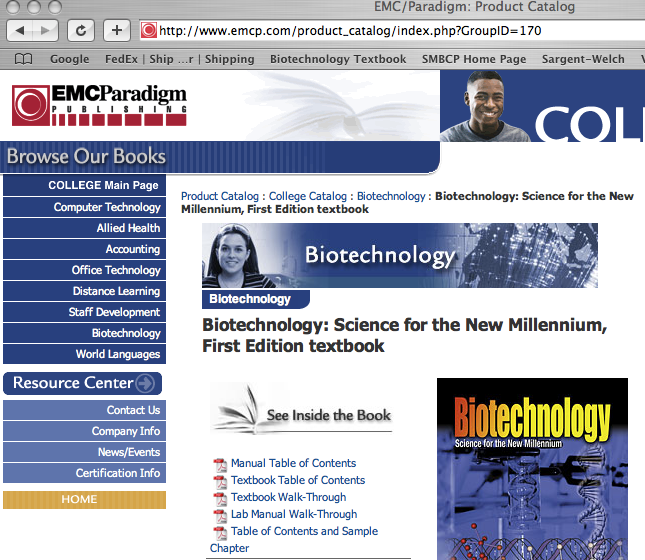 EMC/Paradigm: Product Catalog
http://www.emcp.com/product_catalog/index.php?GroupID=170
Google FedEx | Ship ...r | Shipping Biotechnology Textbook SMBCP Home Page Sargent-Welch
EMCParadigm
PUBLISHING
COLL
Browse Our Books
COLLEGE Main Page
Computer Technology
Allied Health
Accounting
Office Technology
Distance Learning
Staff Development
Biotechnology
World Languages
Resource Center
Contact Us
Company Info
News/Events
Certification Info
HOME
Product Catalog : College Catalog : Biotechnology : Biotechnology: Science for the New
Millennium, First Edition textbook
Biotechnology
Biotechnology
Biotechnology: Science for the New Millennium,
First Edition textbook
See Inside the Book
Manual Table of Contents
Textbook Table of Contents
Textbook Walk-Through
Lab Manual Walk-Through
Table of Contents and Sample
Chapter
Biotechnology
Science for the New Millennium